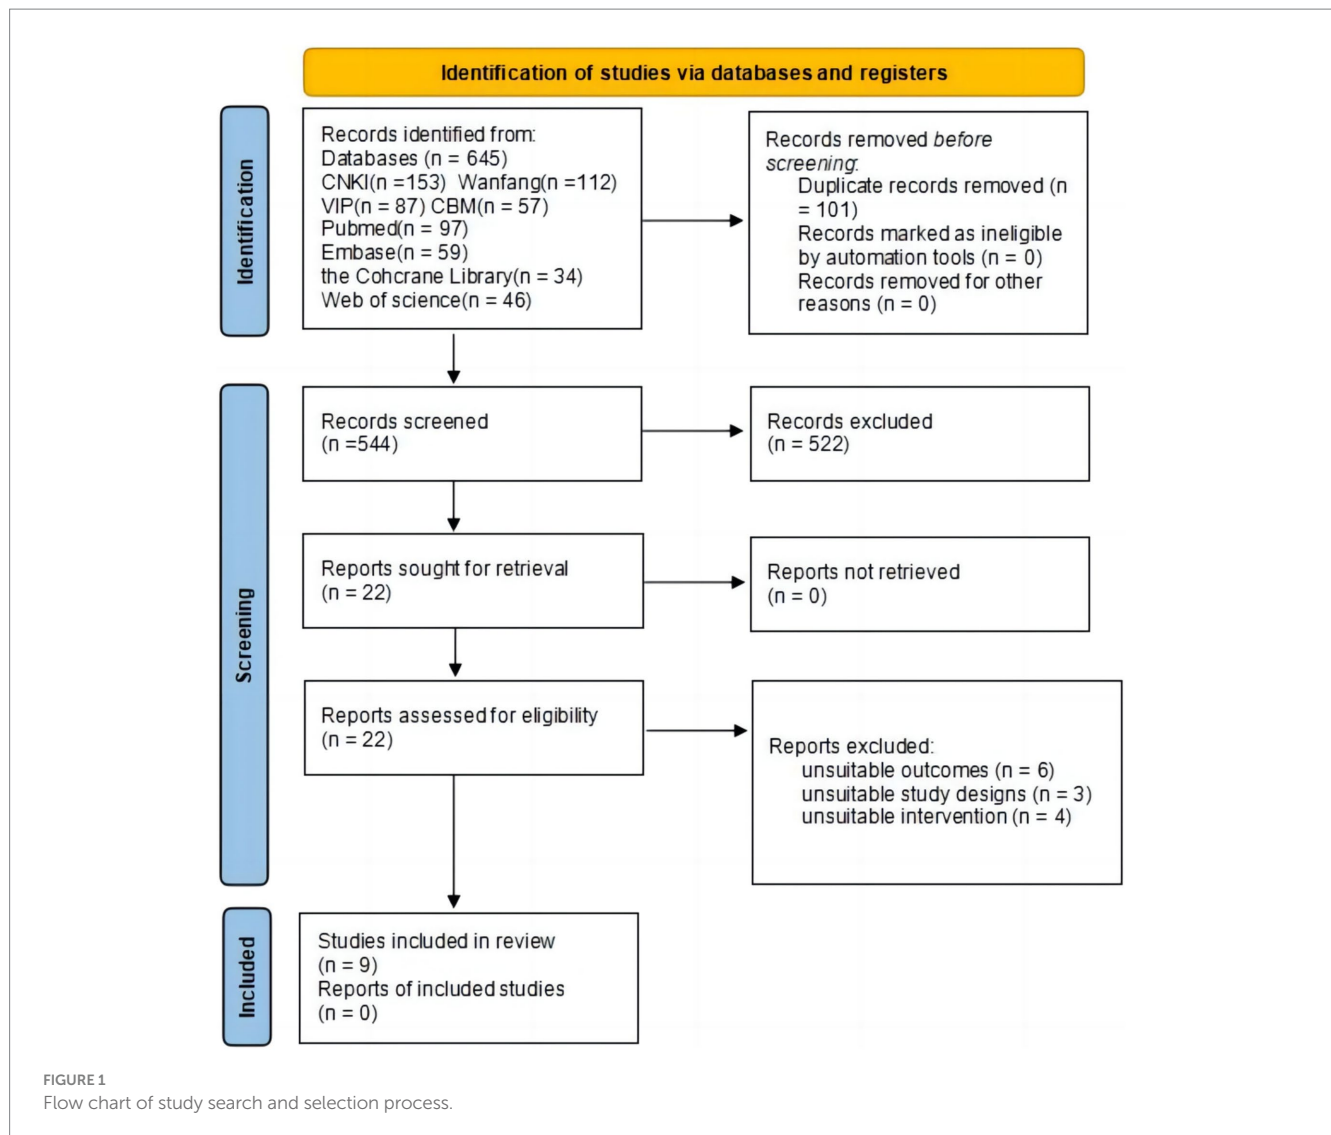 Identification of studies via databases and registers
Identification
Records identified from:
Databases (n = 645)
CNKI(n =153) Wanfang(n =112)
VIP(n = 87) CBM(n = 57)
Pubmed(n = 97)
Embase(n = 59)
the Cohcrane Library(n = 34)
Web of science(n = 46)
Records removed before
screening:
Duplicate records removed (n
= 101)
Records marked as ineligible
by automation tools (n = 0)
Records removed for other
reasons (n = 0)
Screening
Records screened
(n =544)
Records excluded
(n = 522)
Reports sought for retrieval
(n = 22)
Reports not retrieved
(n = 0)
Reports assessed for eligibility
(n = 22)
Reports excluded:
unsuitable outcomes (n = 6)
unsuitable study designs (n = 3)
unsuitable intervention (n = 4)
Included
Studies included in review
(n = 9)
Reports of included studies
(n = 0)
FIGURE 1
Flow chart of study search and selection process.